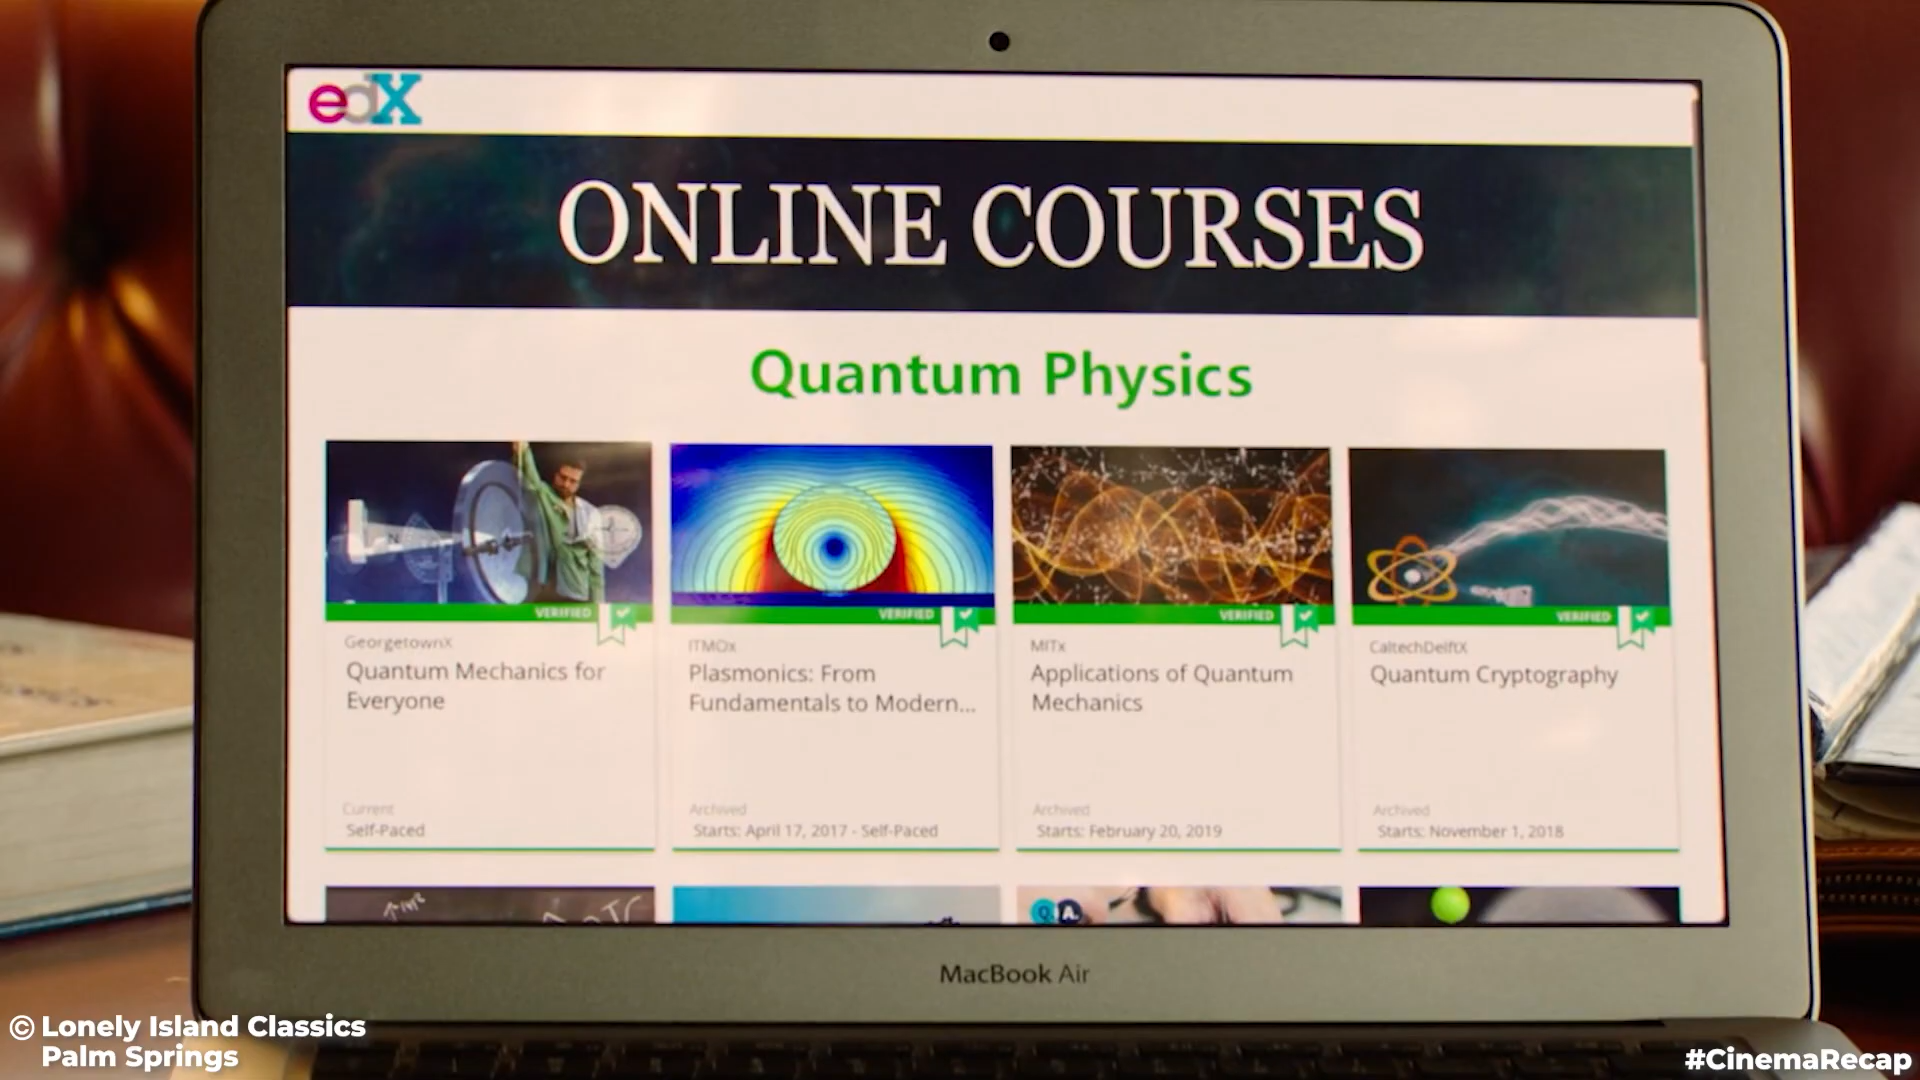 edX
ONLINE COURSES
Quantum Physics
VERIFIED
VERIFIED
VERIFIED
VERIFIED
GeorgetownX
Quantum Mechanics for
Everyone
Current
Self-Paced
ITMOx
Plasmonics: From
Fundamentals to Modern...
Archived
Starts: April 17, 2017 - Self-Paced
MITx
Applications of Quantum
Mechanics
Archived
Starts: February 20, 2019
CaltechDelftX
Quantum Cryptography
Archived
Starts: November 1, 2018
Q A
MacBook Air
© Lonely Island Classics
Palm Springs
#CinemaRecap